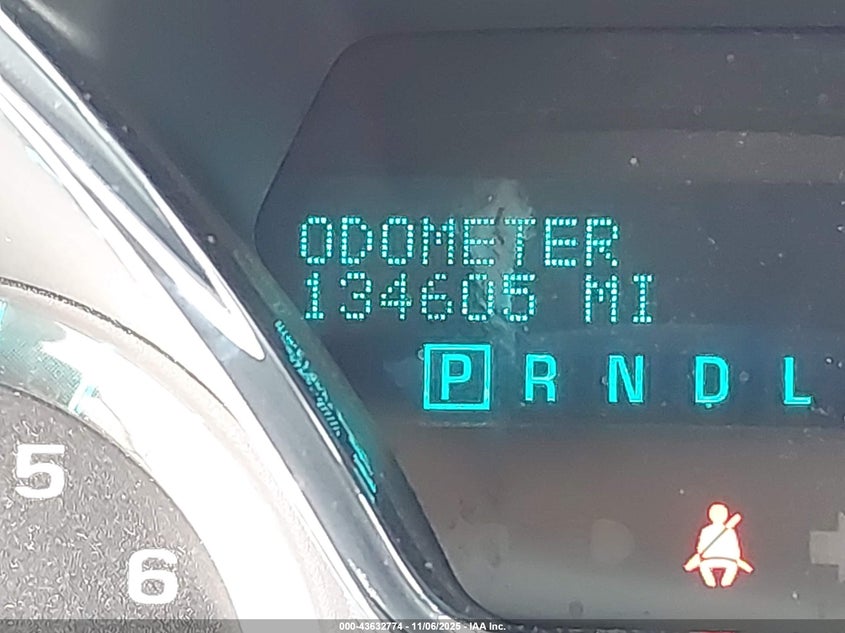 ODOMETER
134605 MI
P R N D L
5
6
000-43632774 - 11/06/2025 - IAA Inc.